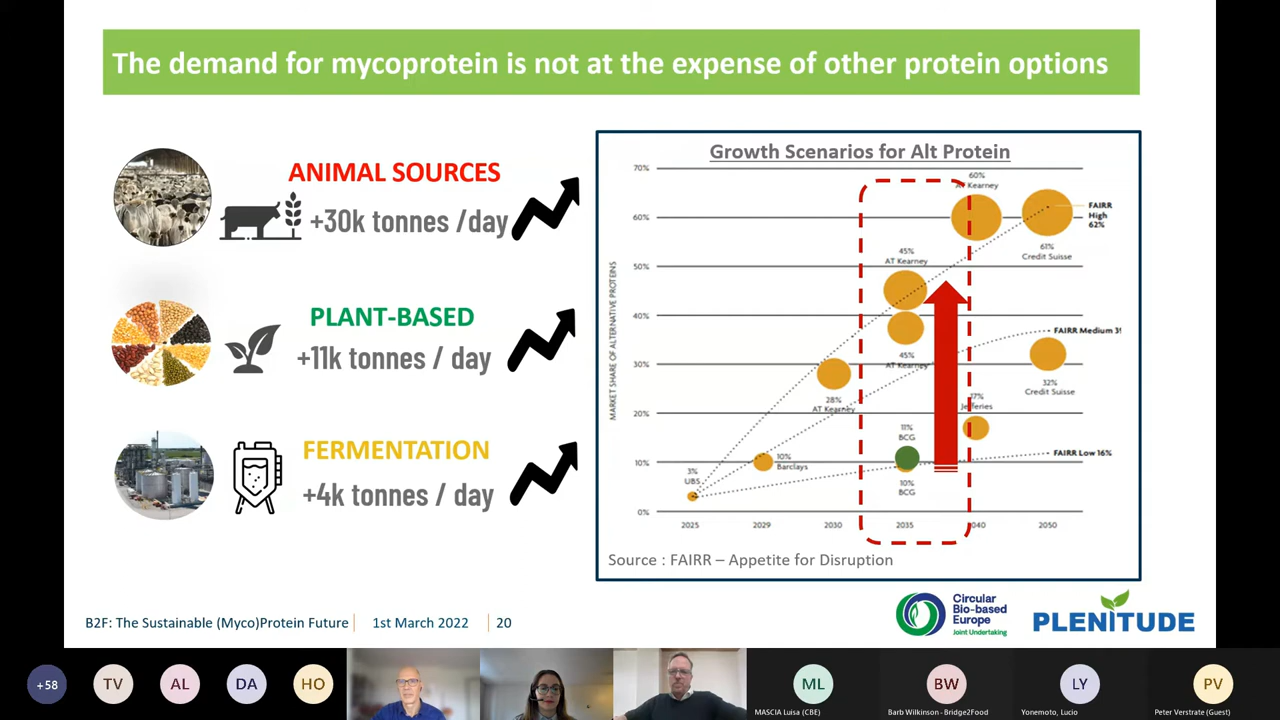 The demand for mycoprotein is not at the expense of other protein options
ANIMAL SOURCES
+30k tonnes /day
PLANT-BASED
+11k tonnes / day
FERMENTATION
+4k tonnes / day
Growth Scenarios for Alt Protein
MARKET SHARE OF ALTERNATIVE PROTEINS
70%
60%
50%
40%
30%
20%
10%
0%
3%
UBS
10%
Barclays
28%
AT Kearney
45%
AT Kearney
45%
AT Kearney
11%
BCG
10%
BCG
60%
AT Kearney
17%
Jefferies
61%
Credit Suisse
32%
Credit Suisse
FAIRR
High
62%
FAIRR Medium 3
FAIRR Low 16%
2025
2029
2030
2035
040
2050
Source : FAIRR – Appetite for Disruption
B2F: The Sustainable (Myco)Protein Future
1st March 2022
20
Circular
Bio-based
Europe
Joint Undertaking
PLENITUDE
+58
TV
AL
DA
HO
ML
BW
LY
PV
MASCIA Luisa (CBE)
Barb Wilkinson - Bridge2Food
Yonemoto, Lucio
Peter Verstrate (Guest)